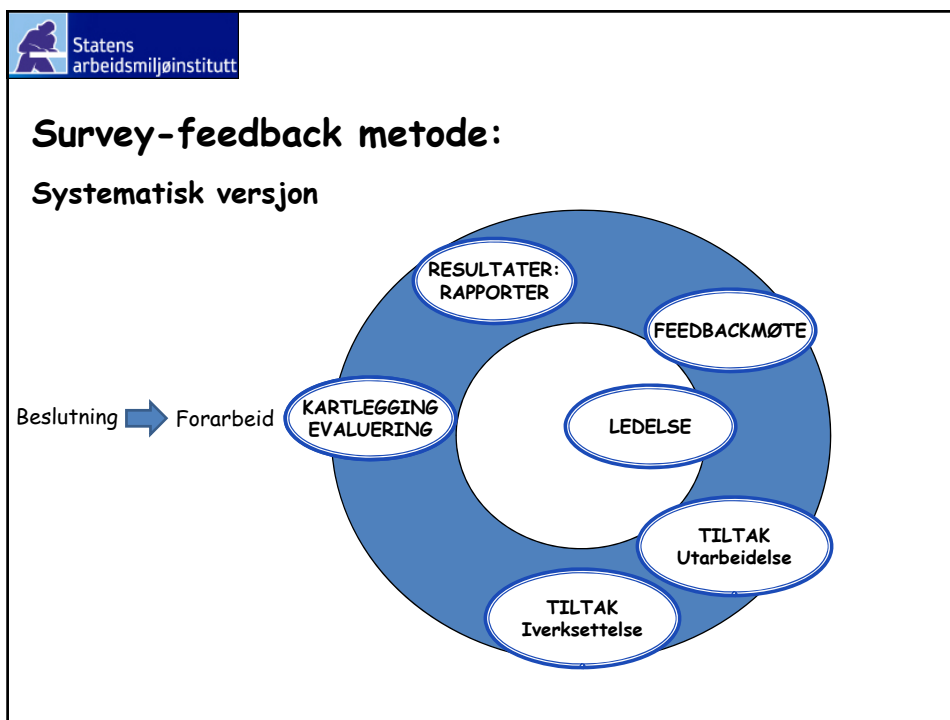 Statens
arbeidsmiljøinstitutt
Survey-feedback metode:
Systematisk versjon
RESULTATER:
RAPPORTER
FEEDBACKMØTE
Beslutning
Forarbeid
KARTLEGGING
EVALUERING
LEDELSE
TILTAK
Utarbeidelse
TILTAK
Iverksettelse